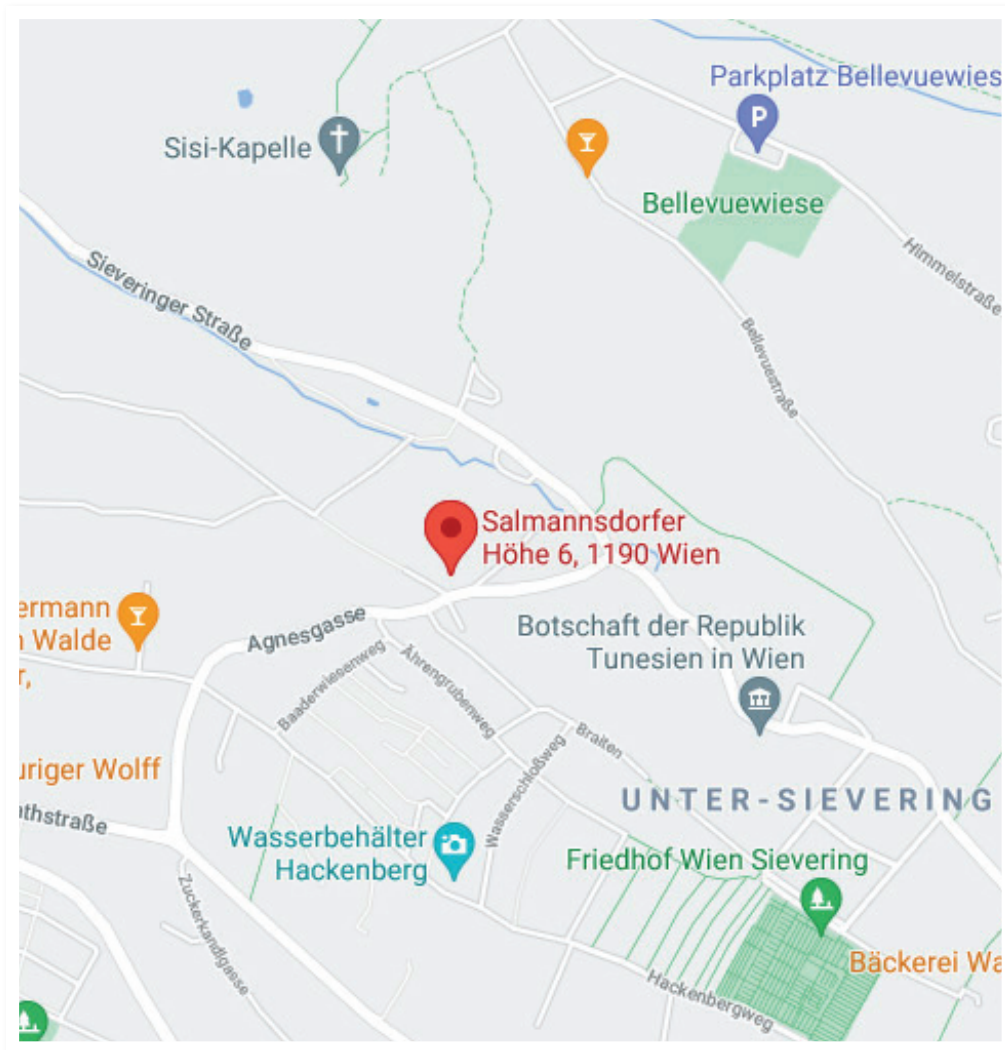 Parkplatz Bellevuewies
P
Sisi-Kapelle
Bellevuewiese
Himmelstraße
Sieveringer Straße
Bellevuestraße
Salmannsdorfer
Höhe 6, 1190 Wien
ermann
n Walde
r,
Agnesgasse
Botschaft der Republik
Tunesien in Wien
Baaderwiesenweg
Ährengrubenweg
Braiten
Wasserschloßweg
uriger Wolff
UNTER-SIEVERING
thstraße
Wasserbehälter
Hackenberg
Friedhof Wien Sievering
Zuckerkandlgasse
Bäckerei Wa
Hackenbergweg